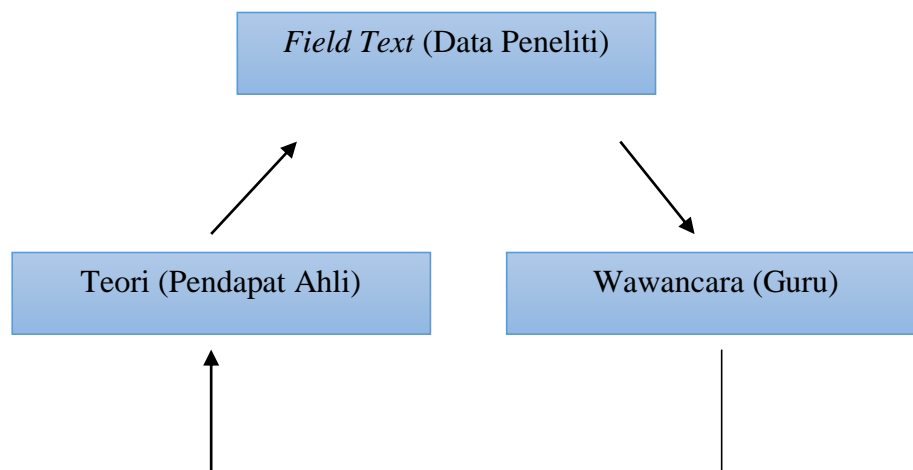 Field Text (Data Peneliti)
Teori (Pendapat Ahli)
Wawancara (Guru)